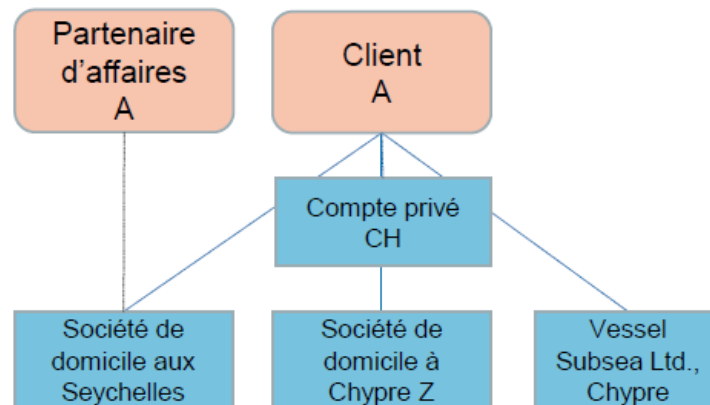 Partenaire
d'affaires
A
Client
A
Compte privé
CH
Société de
domicile aux
Seychelles
Société de
domicile à
Chypre Z
Vessel
Subsea Ltd.,
Chypre